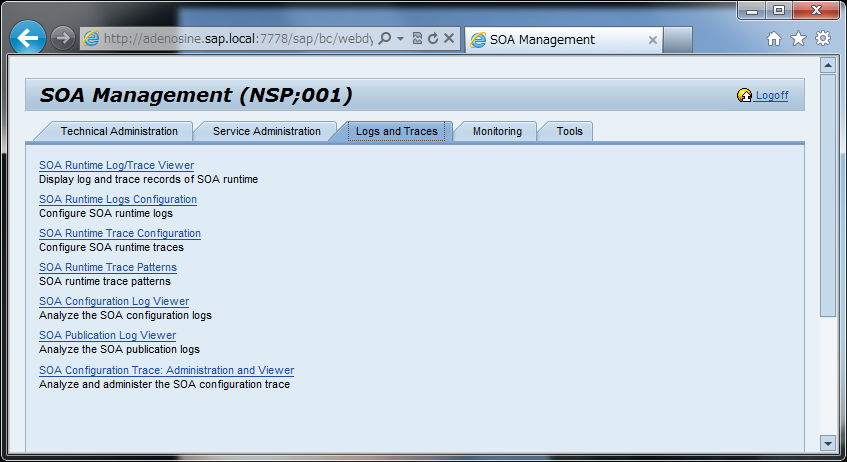 http://adenosine.sap.local:7778/sap/bc/webdy
SOA Management
SOA Management (NSP;001)
Logoff
Technical Administration
Service Administration
Logs and Traces
Monitoring
Tools
SOA Runtime Log/Trace Viewer
Display log and trace records of SOA runtime
SOA Runtime Logs Configuration
Configure SOA runtime logs
SOA Runtime Trace Configuration
Configure SOA runtime traces
SOA Runtime Trace Patterns
SOA runtime trace patterns
SOA Configuration Log Viewer
Analyze the SOA configuration logs
SOA Publication Log Viewer
Analyze the SOA publication logs
SOA Configuration Trace: Administration and Viewer
Analyze and administer the SOA configuration trace